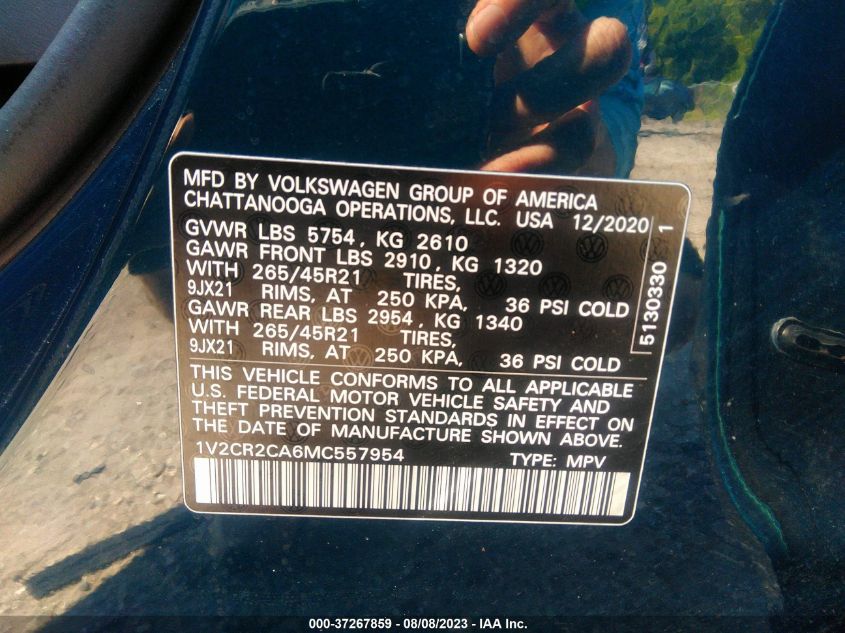 MFD BY VOLKSWAGEN GROUP OF AMERICA
CHATTANOOGA OPERATIONS, LLC. USA 12/2020
GVWR LBS 5754, KG 2610
GAWR FRONT LBS 2910, KG 1320
WITH 265/45R21 TIRES,
9JX21 RIMS, AT 250 KPA, 36 PSI COLD
GAWR REAR LBS 2954, KG 1340
WITH 265/45R21 TIRES,
9JX21 RIMS, AT 250 KPA, 36 PSI COLD
THIS VEHICLE CONFORMS TO ALL APPLICABLE
U.S. FEDERAL MOTOR VEHICLE SAFETY AND
THEFT PREVENTION STANDARDS IN EFFECT ON
THE DATE OF MANUFACTURE SHOWN ABOVE.
1V2CR2CA6MC557954 TYPE: MPV
5130330 1
000-37267859 - 08/08/2023 - IAA Inc.